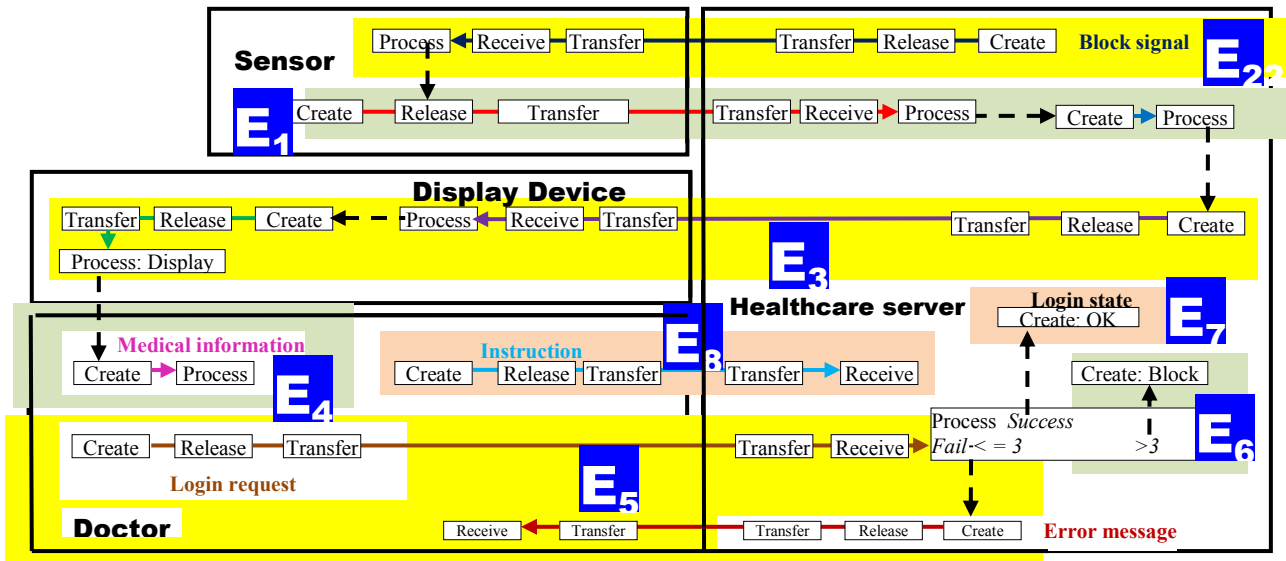 Process Receive Transfer Transfer Release Create Block signal E22
Sensor
E1 Create Release Transfer Transfer Receive Process Create Process
Display Device
Transfer Release Create Process Receive Transfer Transfer Release Create
Process: Display
E3
Healthcare server Login state E7
Create: OK
Medical information Instruction E8
Create Process Create Release Transfer Transfer Receive Create: Block
E4
Process Success
Create Release Transfer Transfer Receive Fail < = 3 >3 E6
Login request E5
Doctor Receive Transfer Transfer Release Create Error message